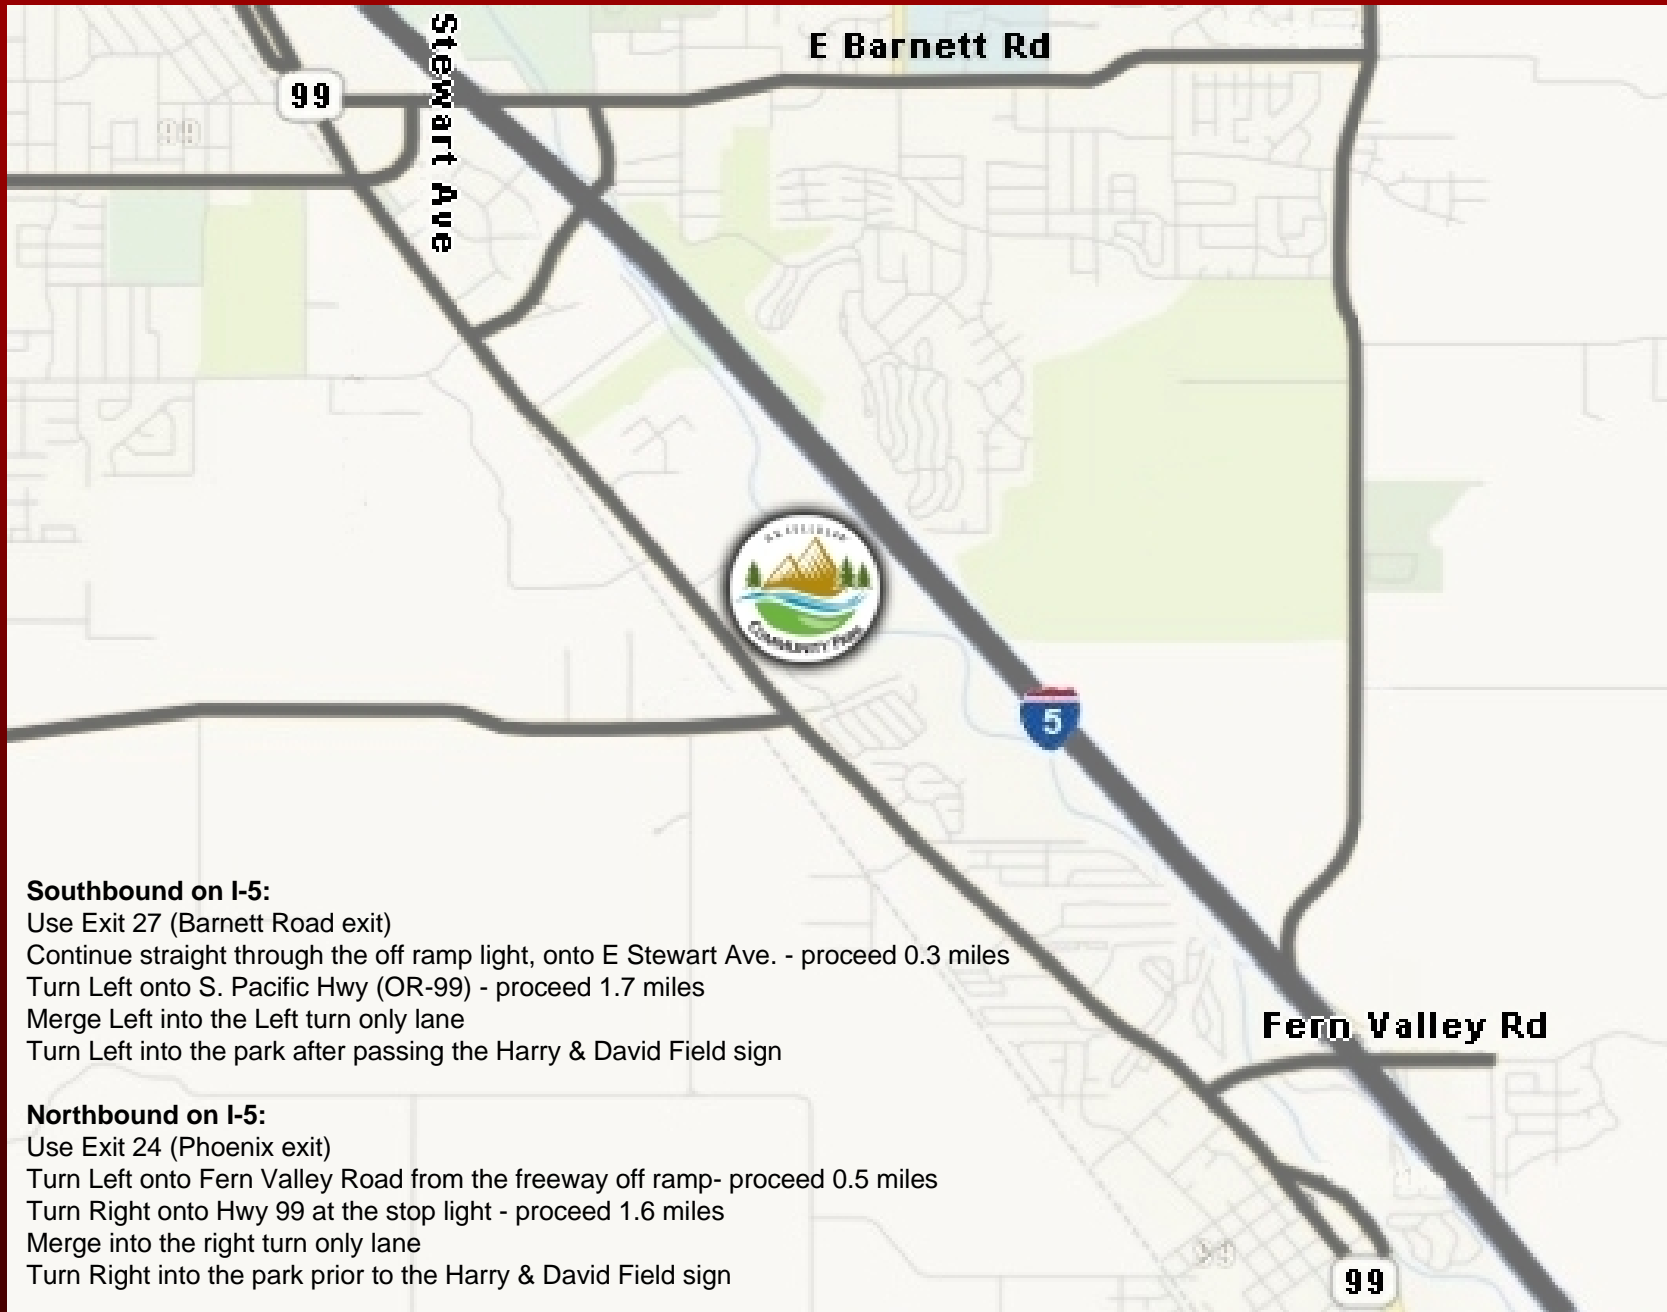 E Barnett Rd
Stewart Ave
99
99
COMMUNITY PARK
5
Southbound on I-5:
Use Exit 27 (Barnett Road exit)
Continue straight through the off ramp light, onto E Stewart Ave. - proceed 0.3 miles
Turn Left onto S. Pacific Hwy (OR-99) - proceed 1.7 miles
Merge Left into the Left turn only lane
Turn Left into the park after passing the Harry & David Field sign
Fern Valley Rd
Northbound on I-5:
Use Exit 24 (Phoenix exit)
Turn Left onto Fern Valley Road from the freeway off ramp- proceed 0.5 miles
Turn Right onto Hwy 99 at the stop light - proceed 1.6 miles
Merge into the right turn only lane
Turn Right into the park prior to the Harry & David Field sign
99
99